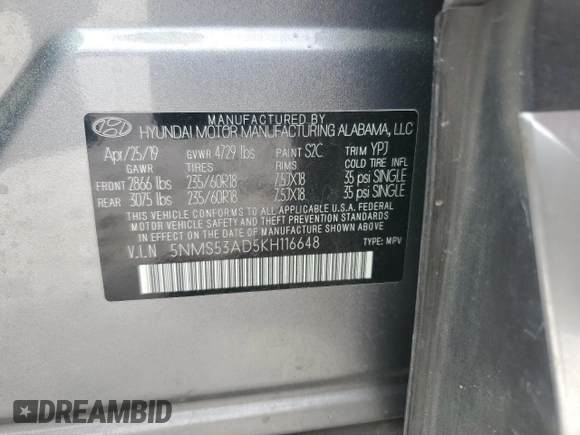 MANUFACTURED BY
HYUNDAI MOTOR MANUFACTURING ALABAMA, LLC
Apr/25/19 GVWR 4729 lbs PAINT S2C TRIM YPJ
GAWR TIRES RIMS COLD TIRE INFL
FRONT 2866 lbs 235/60R18 7.5JX18 35 psi SINGLE
REAR 3075 lbs 235/60R18 7.5JX18 35 psi SINGLE
THIS VEHICLE CONFORMS TO ALL APPLICABLE U.S.A. FEDERAL
MOTOR VEHICLE SAFETY AND THEFT PREVENTION STANDARDS
IN EFFECT ON THE DATE OF MANUFACTURE SHOWN ABOVE
V.I.N 5NMS53AD5KH116648 TYPE: MPV
DREAMBID